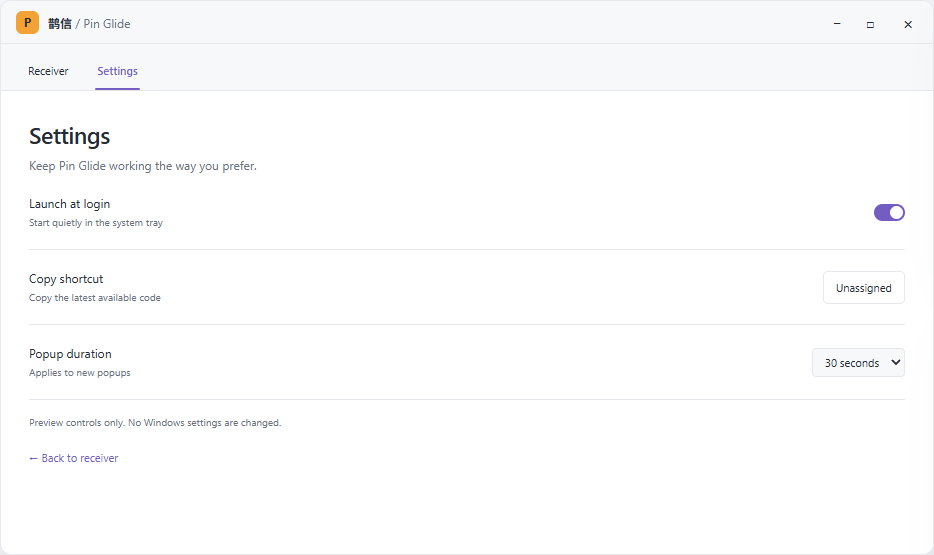 P 鹊信 / Pin Glide
Receiver Settings
Settings
Keep Pin Glide working the way you prefer.
Launch at login
Start quietly in the system tray
Copy shortcut
Copy the latest available code
Unassigned
Popup duration
Applies to new popups
30 seconds
Preview controls only. No Windows settings are changed.
← Back to receiver